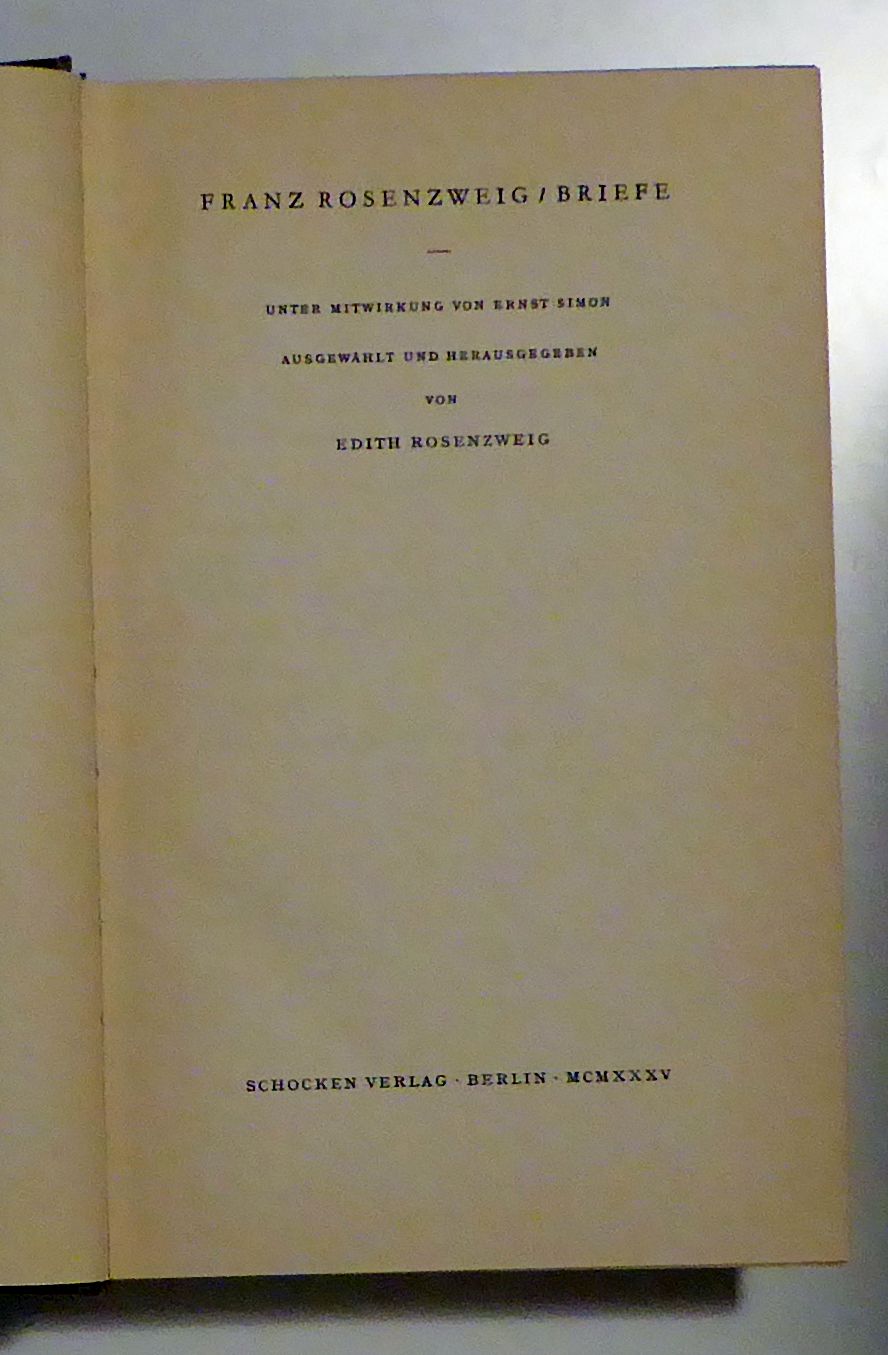 FRANZ ROSENZWEIG / BRIEFE
UNTER MITWIRKUNG VON ERNST SIMON
AUSGEWÄHLT UND HERAUSGEGEBEN
VON
EDITH ROSENZWEIG
SCHOCKEN VERLAG · BERLIN · MCMXXXV